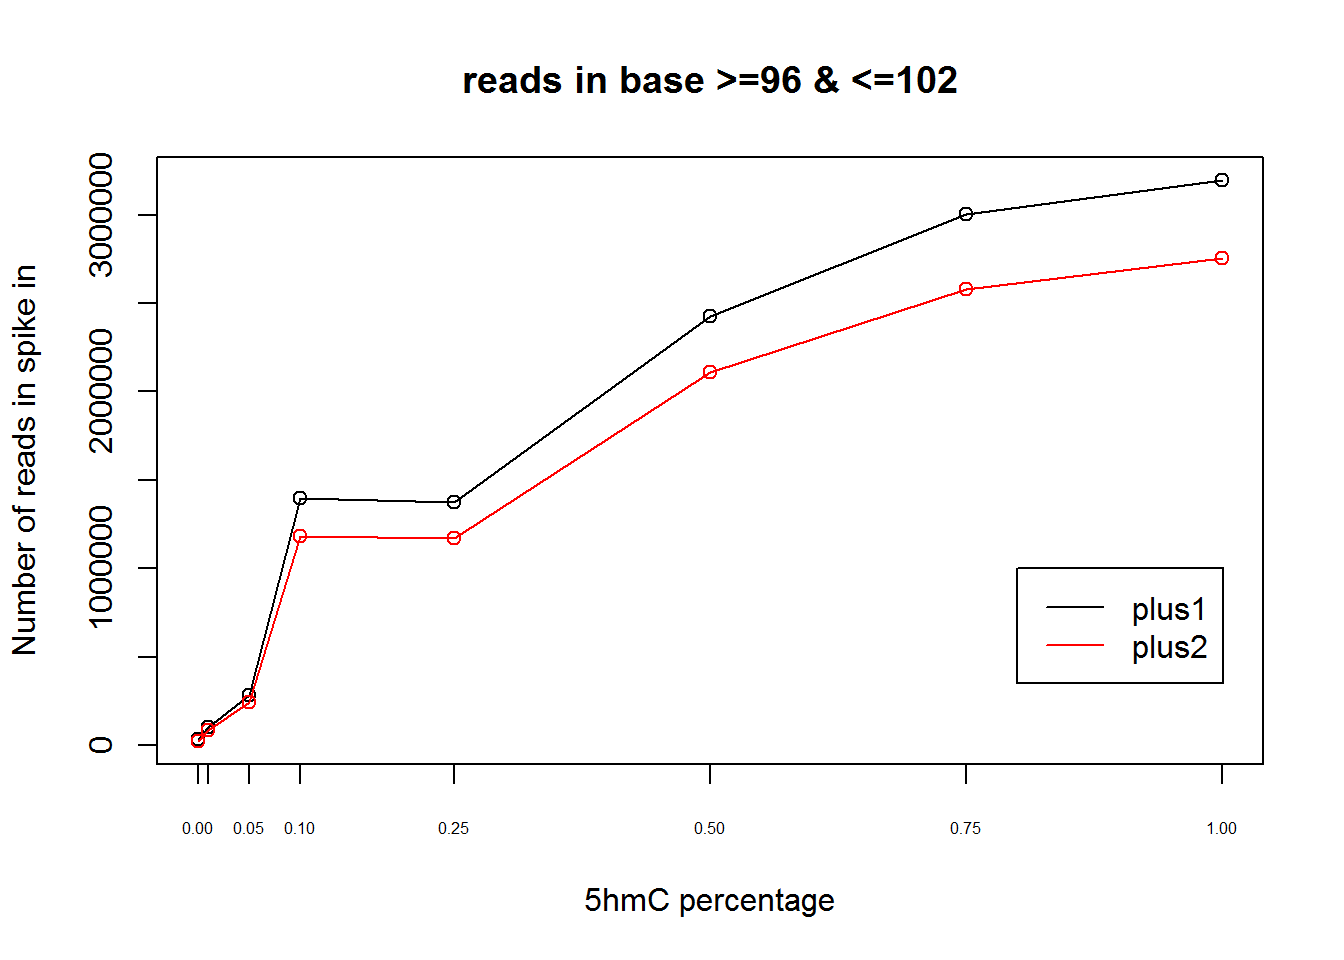 reads in base >=96 & <=102
Number of reads in spike in
3000000
2000000
1000000
0
plus1
plus2
0.00 0.05 0.10 0.25 0.50 0.75 1.00
5hmC percentage